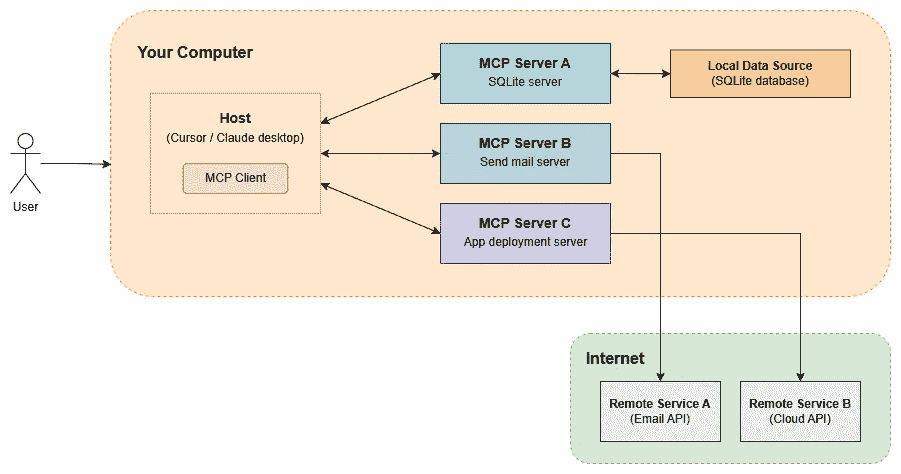 Your Computer
MCP Server A
SQLite server
Local Data Source
(SQLite database)
Host
(Cursor / Claude desktop)
MCP Client
MCP Server B
Send mail server
User
MCP Server C
App deployment server
Internet
Remote Service A
(Email API)
Remote Service B
(Cloud API)